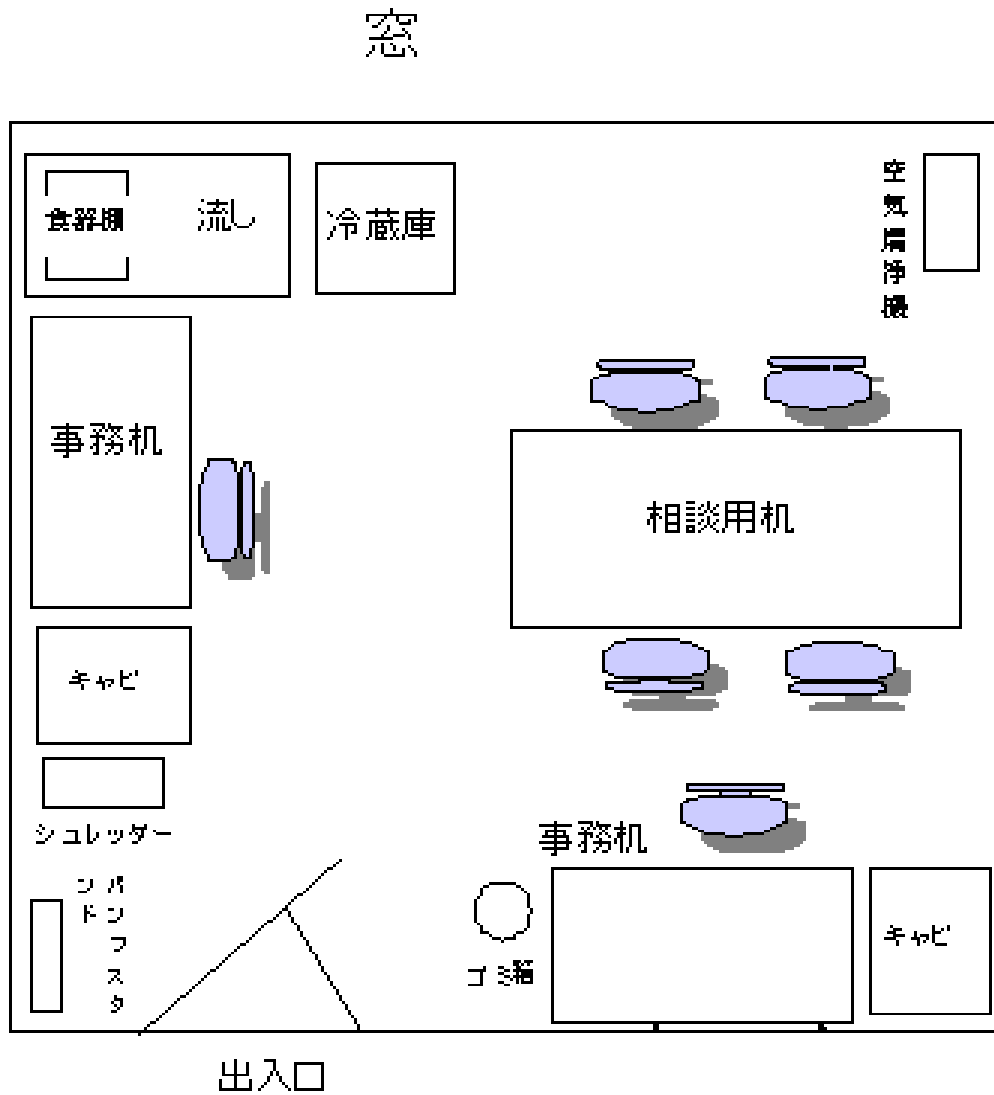 窓
食器棚
流し
冷蔵庫
空気清浄機
事務机
相談用机
キャビ
シュレッダー
事務机
パンフスタ
ンド
ゴミ箱
キャビ
出入口